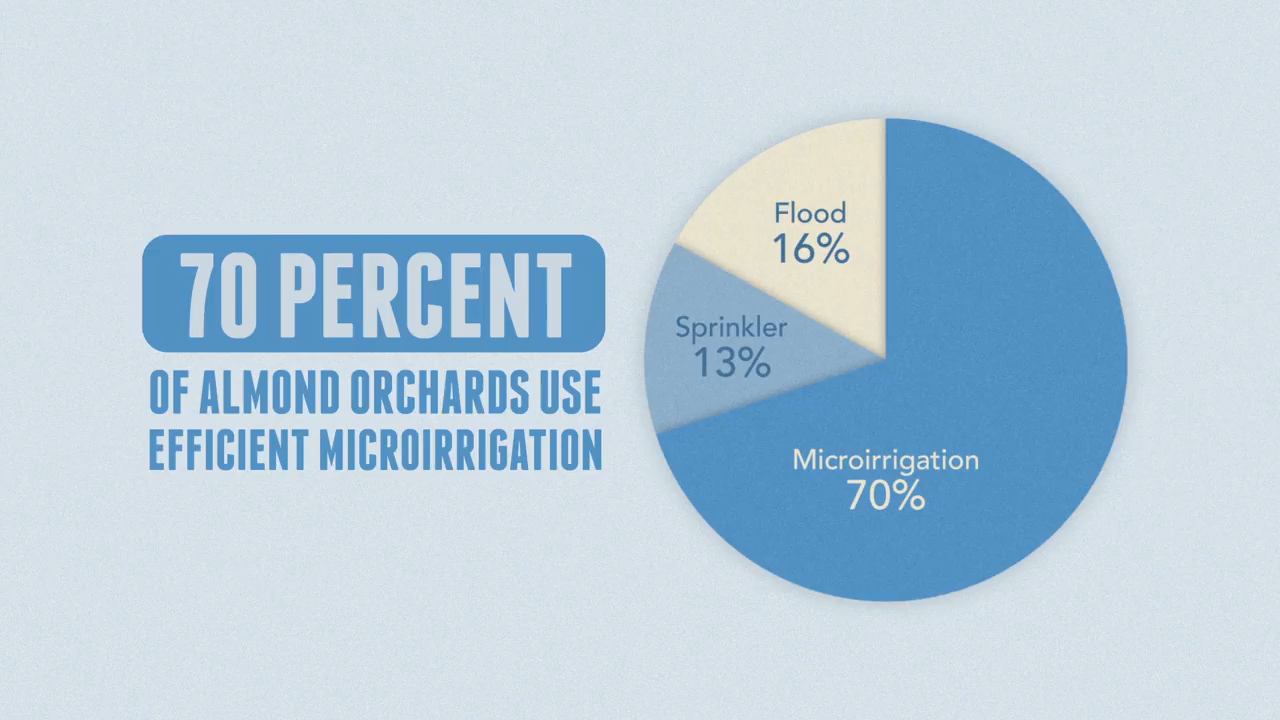 70 PERCENT
OF ALMOND ORCHARDS USE
EFFICIENT MICROIRRIGATION
Flood
16%
Sprinkler
13%
Microirrigation
70%